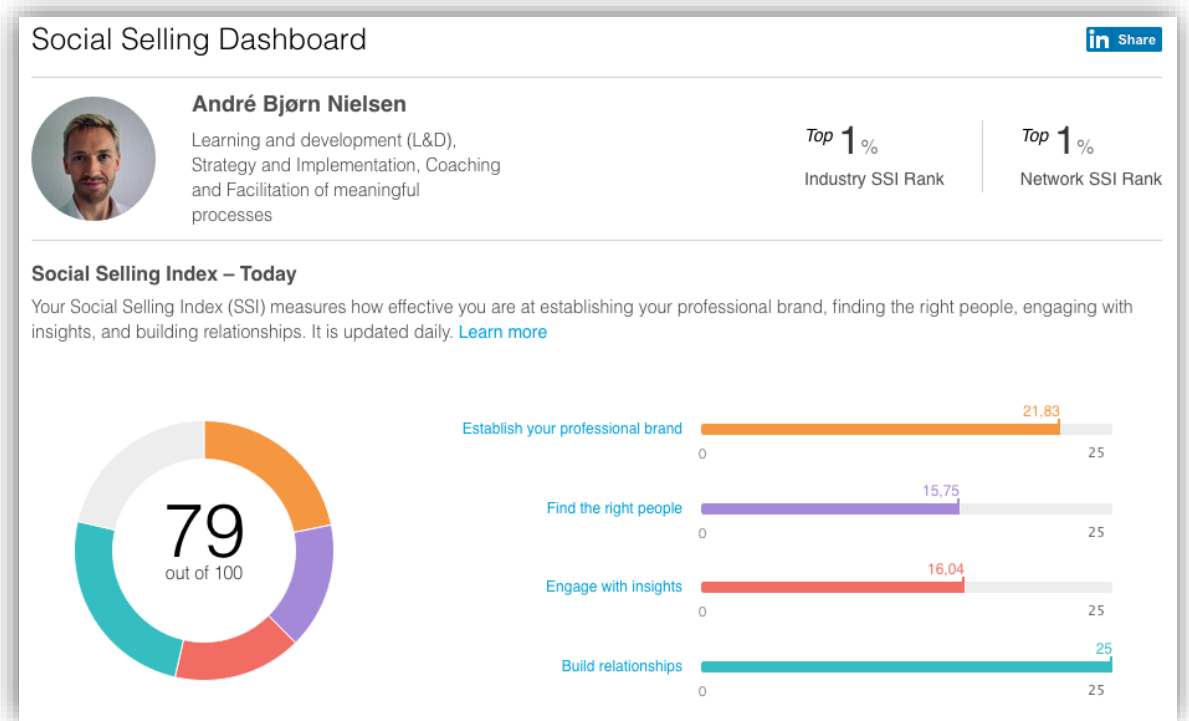 Social Selling Dashboard
in Share
André Bjørn Nielsen
Learning and development (L&D),
Strategy and Implementation, Coaching
and Facilitation of meaningful
processes
Top 1 %
Industry SSI Rank
Top 1 %
Network SSI Rank
Social Selling Index – Today
Your Social Selling Index (SSI) measures how effective you are at establishing your professional brand, finding the right people, engaging with
insights, and building relationships. It is updated daily. Learn more
79
out of 100
21,83
Establish your professional brand
0 25
15,75
Find the right people
0 25
16,04
Engage with insights
0 25
25
Build relationships
0 25